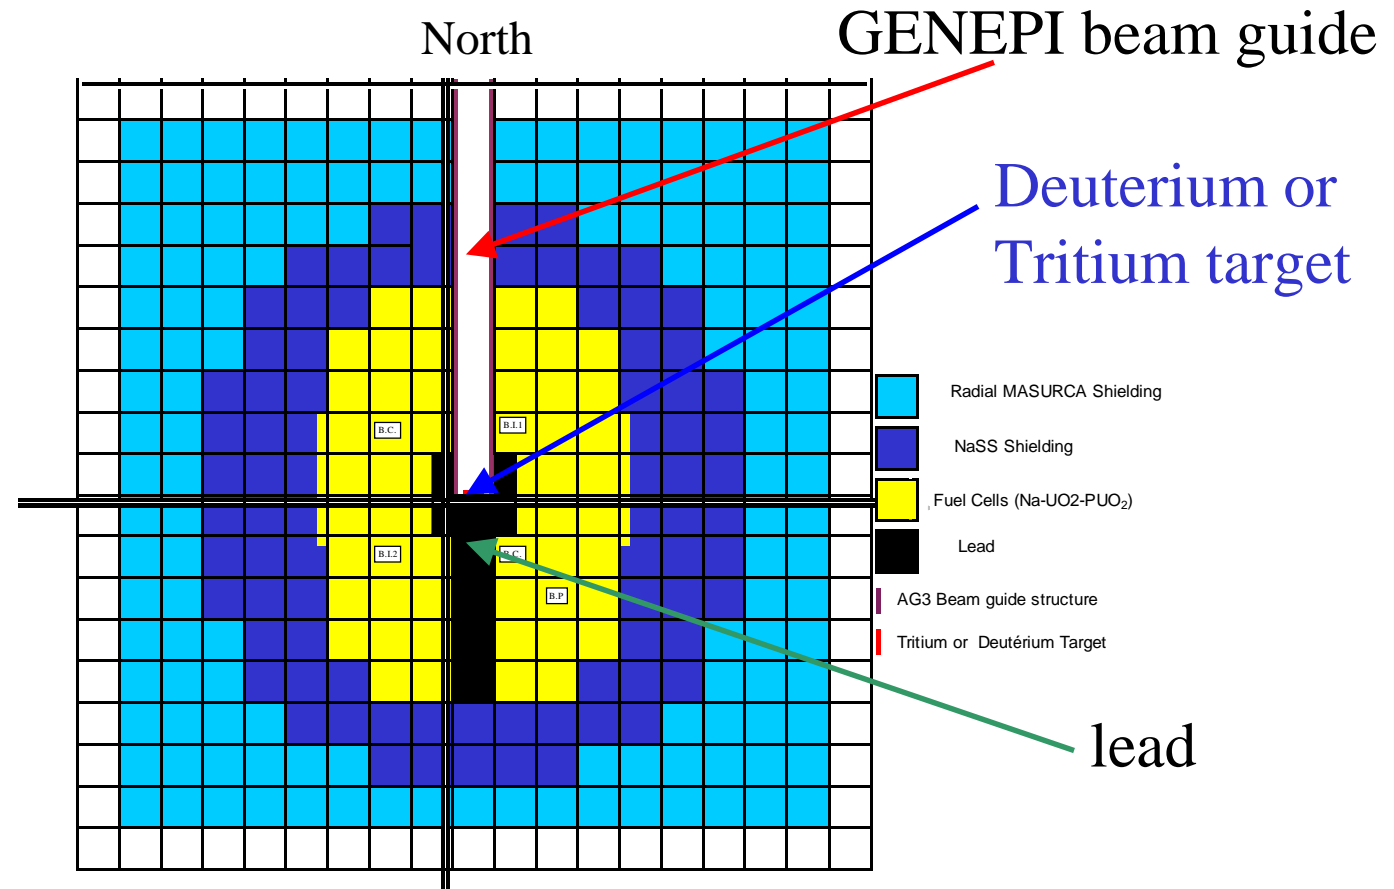 North
GENEPI beam guide
Deuterium or
Tritium target
Radial MASURCA Shielding
NaSS Shielding
Fuel Cells (Na-UO2-PUO₂)
Lead
AG3 Beam guide structure
Tritium or Deutérium Target
B.C.
B.I.1
B.I.2
B.C.
B.P
lead